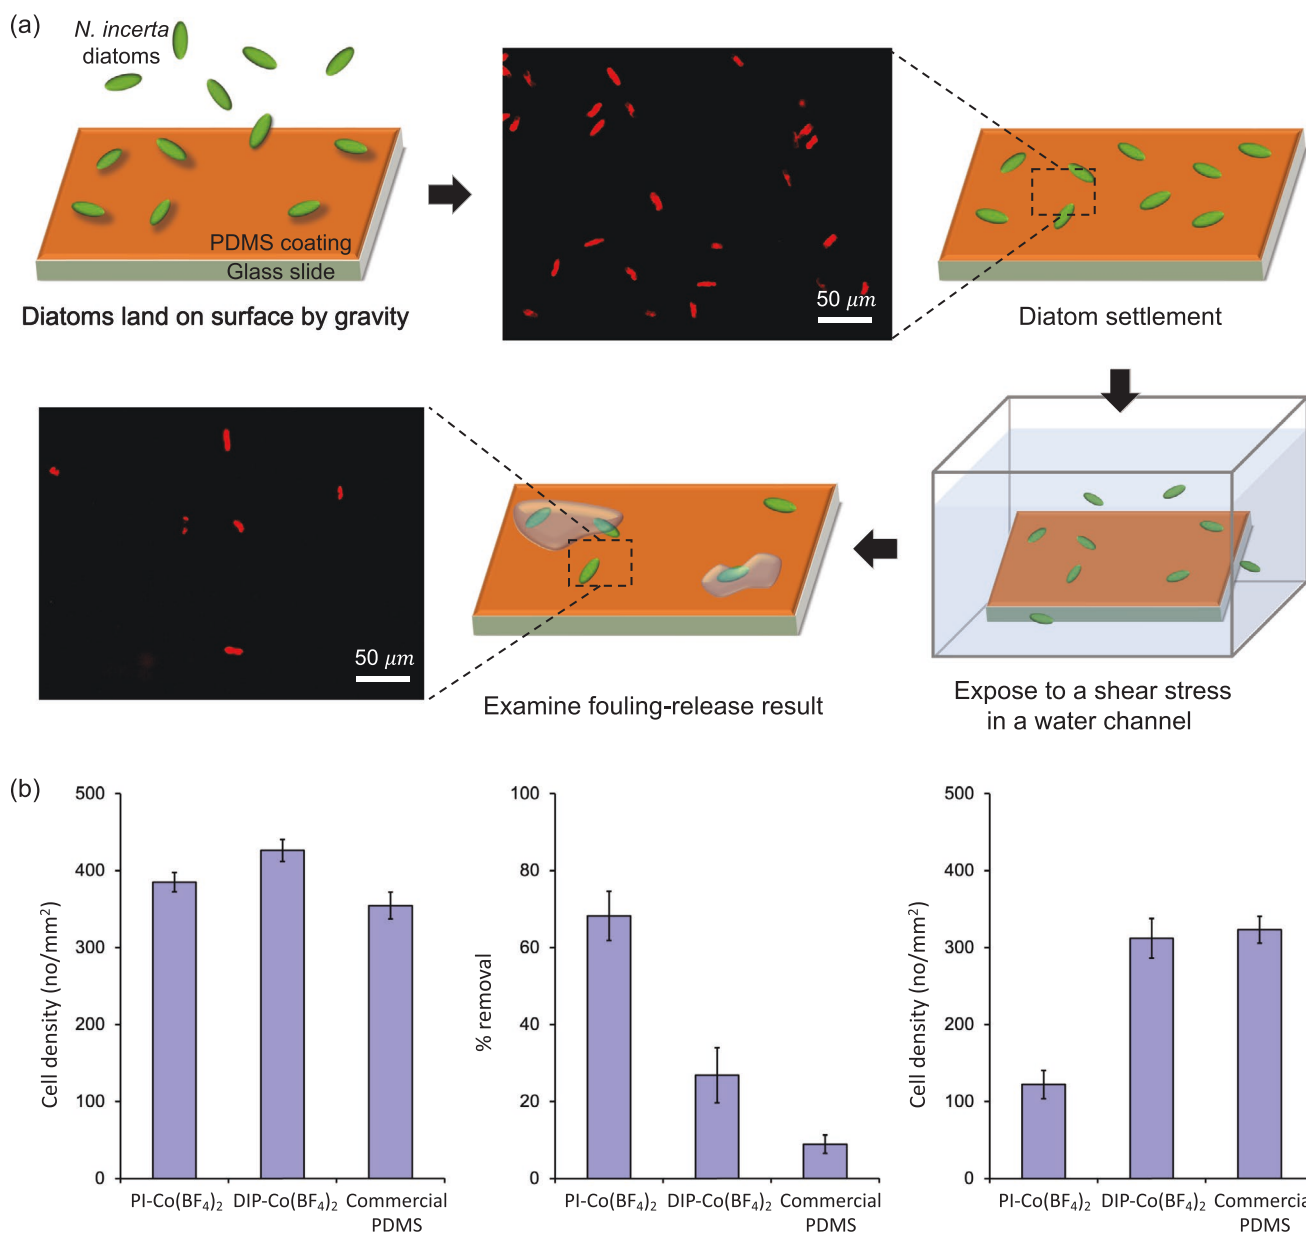 (a)
N. incerta
diatoms
PDMS coating
Glass slide
Diatoms land on surface by gravity
50 μm
Diatom settlement
50 μm
Examine fouling-release result
Expose to a shear stress
in a water channel
(b)
500
400
300
200
100
0
Cell density (no/mm²)
PI-Co(BF₄)₂
DIP-Co(BF₄)₂
Commercial
PDMS
100
80
60
40
20
0
% removal
PI-Co(BF₄)₂
DIP-Co(BF₄)₂
Commercial
PDMS
500
400
300
200
100
0
Cell density (no/mm²)
PI-Co(BF₄)₂
DIP-Co(BF₄)₂
Commercia
PDMS